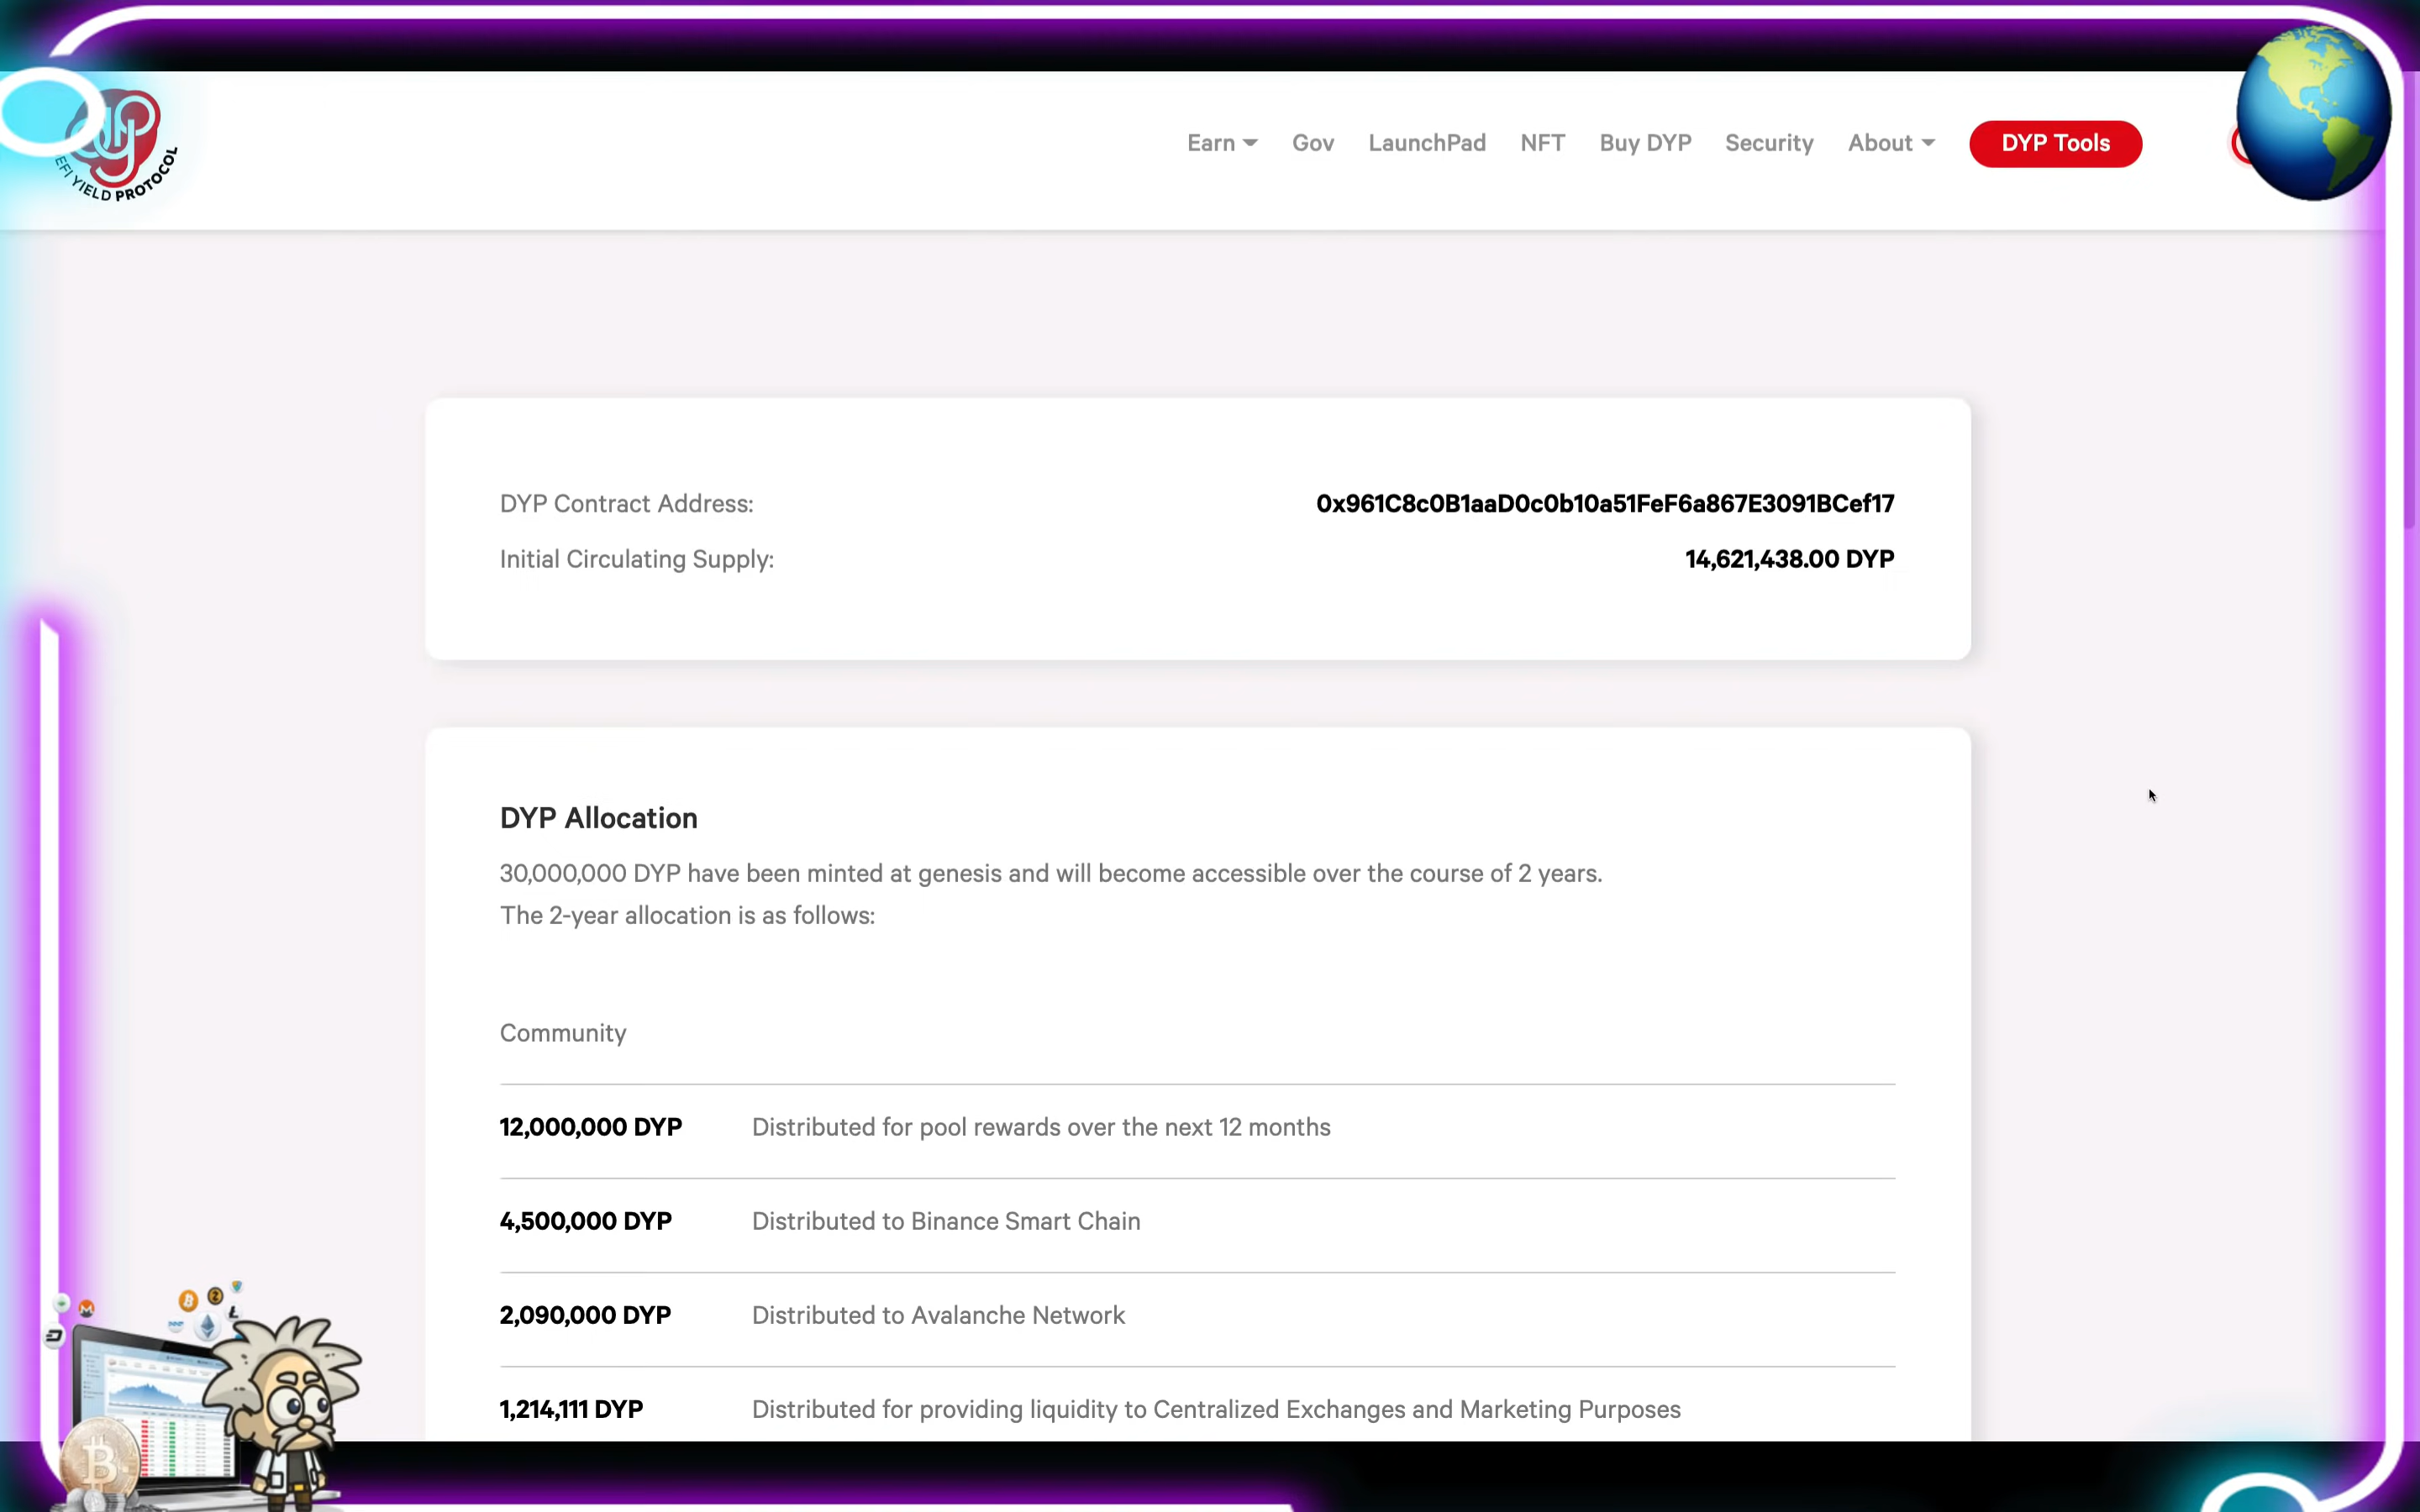 EFI YIELD PROTOCOL
Earn
Gov
LaunchPad
NFT
Buy DYP
Security
About
DYP Tools
DYP Contract Address:
0x961C8c0B1aaD0c0b10a51FeF6a867E3091BCef17
Initial Circulating Supply:
14,621,438.00 DYP
DYP Allocation
30,000,000 DYP have been minted at genesis and will become accessible over the course of 2 years.
The 2-year allocation is as follows:
Community
12,000,000 DYP
Distributed for pool rewards over the next 12 months
4,500,000 DYP
Distributed to Binance Smart Chain
2,090,000 DYP
Distributed to Avalanche Network
1,214,111 DYP
Distributed for providing liquidity to Centralized Exchanges and Marketing Purposes